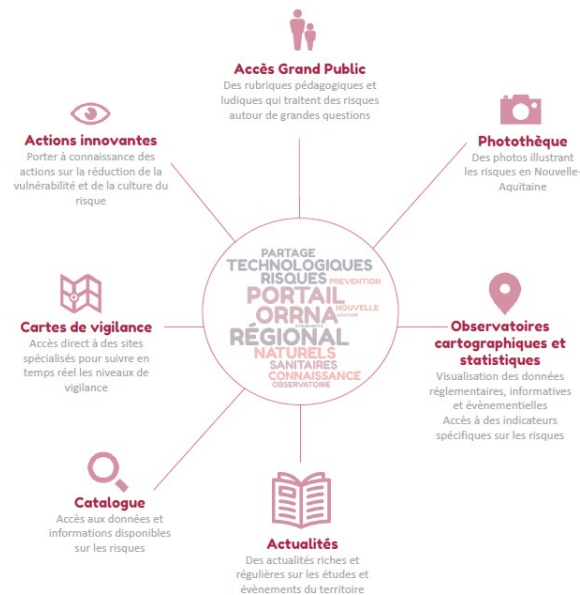 Accès Grand Public
Des rubriques pédagogiques et
ludiques qui traitent des risques
autour de grandes questions
Actions innovantes
Porter à connaissance des
actions sur la réduction de la
vulnérabilité et de la culture du
risque
Photothèque
Des photos illustrant
les risques en Nouvelle-
Aquitaine
PARTAGE
TECHNOLOGIQUES
RISQUES PREVENTION
PORTAIL
ORRNA NOUVELLE
RÉGIONAL
NATURELS
SANITAIRES
CONNAISSANCE
OBSERVATOIRE
Cartes de vigilance
Accès direct à des sites
spécialisés pour suivre en
temps réel les niveaux de
vigilance
Observatoires
cartographiques et
statistiques
Visualisation des données
réglementaires, informatives
et évènementielles
Accès à des indicateurs
spécifiques sur les risques
Catalogue
Accès aux données et
informations disponibles
sur les risques
Actualités
Des actualités riches et
régulières sur les études et
évènements du territoire